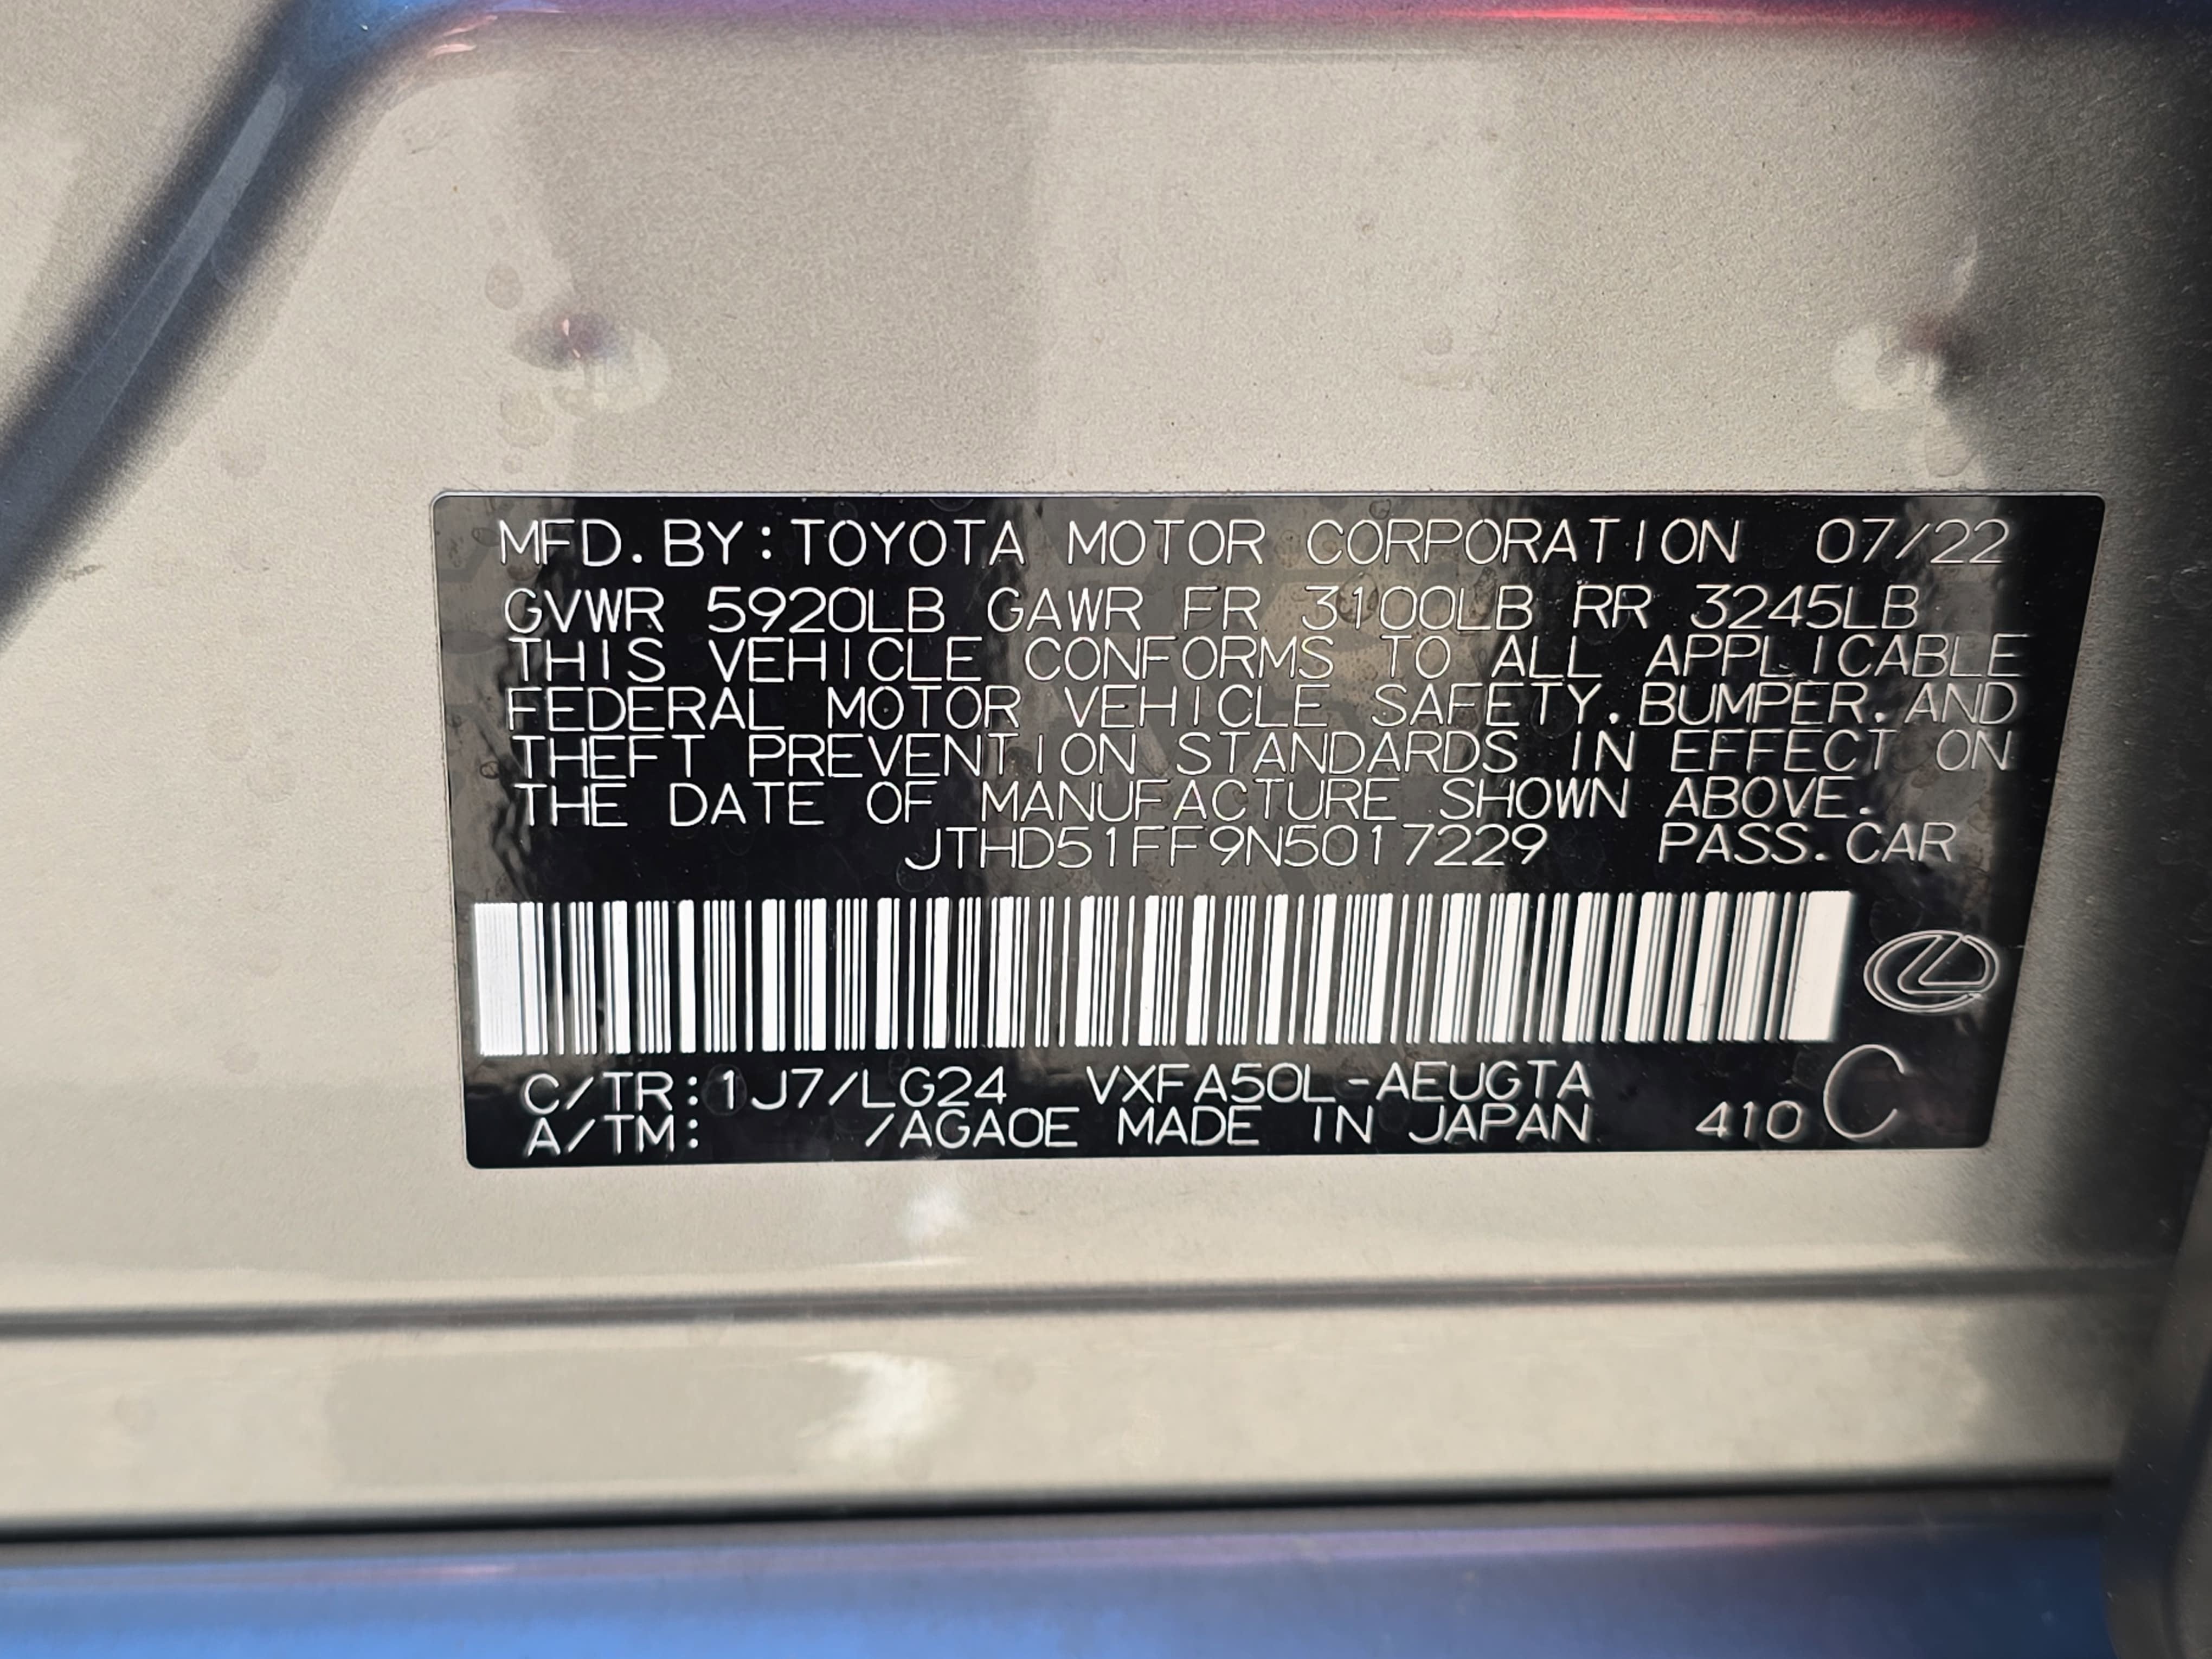 MFD. BY:TOYOTA MOTOR CORPORATION 07/22
GVWR 5920LB GAWR FR 3100LB RR 3245LB
THIS VEHICLE CONFORMS TO ALL APPLICABLE
FEDERAL MOTOR VEHICLE SAFETY. BUMPER. AND
THEFT PREVENTION STANDARDS IN EFFECT ON
THE DATE OF MANUFACTURE SHOWN ABOVE.
JTHD51FF9N5017229 PASS. CAR
C/TR:1J7/LG24 VXFA50L-AEUGTA
A/TM: /AGA0E MADE IN JAPAN 410 C